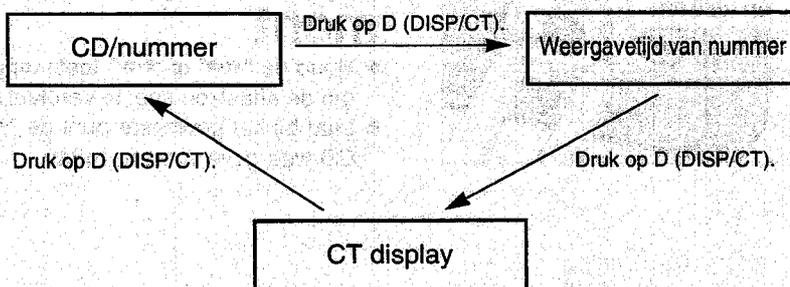 Druk op D (DISP/CT).
CD/nummer
Weergavetijd van nummer
Druk op D (DISP/CT).
Druk op D (DISP/CT).
CT display